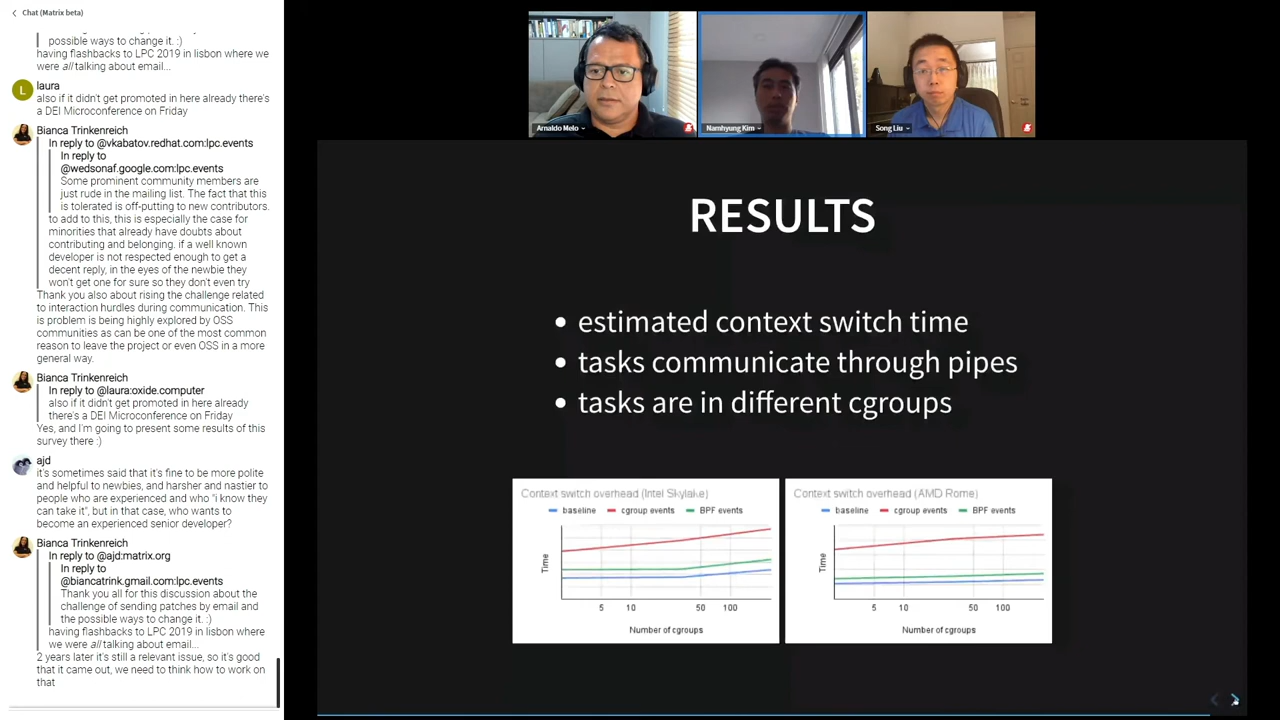 Chat (Matrix beta)
possible ways to change it. :)
having flashbacks to LPC 2019 in lisbon where we
were all talking about email...
L
laura
also if it didn't get promoted in here already there's
a DEI Microconference on Friday
Bianca Trinkenreich
In reply to @vkabatov.redhat.com:lpc.events
In reply to
@wedsonaf.google.com:lpc.events
Some prominent community members are
just rude in the mailing list. The fact that this
is tolerated is off-putting to new contributors.
to add to this, this is especially the case for
minorities that already have doubts about
contributing and belonging. if a well known
developer is not respected enough to get a
decent reply, in the eyes of the newbie they
won't get one for sure so they don't even try
Thank you also about rising the challenge related
to interaction hurdles during communication. This
is problem is being highly explored by OSS
communities as can be one of the most common
reason to leave the project or even OSS in a more
general way.
Bianca Trinkenreich
In reply to @laura:oxide.computer
also if it didn't get promoted in here already
there's a DEI Microconference on Friday
Yes, and I'm going to present some results of this
survey there :)
ajd
it's sometimes said that it's fine to be more polite
and helpful to newbies, and harsher and nastier to
people who are experienced and who "i know they
can take it", but in that case, who wants to
become an experienced senior developer?
Bianca Trinkenreich
In reply to @ajd:matrix.org
In reply to
@biancatrink.gmail.com:lpc.events
Thank you all for this discussion about the
challenge of sending patches by email and
the possible ways to change it. :)
having flashbacks to LPC 2019 in lisbon where
we were all talking about email...
2 years later it's still a relevant issue, so it's good
that it came out, we need to think how to work on
that
Arnaldo Melo
Namhyung Kim
Song Liu
RESULTS
• estimated context switch time
• tasks communicate through pipes
• tasks are in different cgroups
Context switch overhead (Intel Skylake)
baseline cgroup events BPF events
Time
5 10 50 100
Number of cgroups
Context switch overhead (AMD Rome)
baseline cgroup events BPF events
Time
5 10 50 100
Number of cgroups